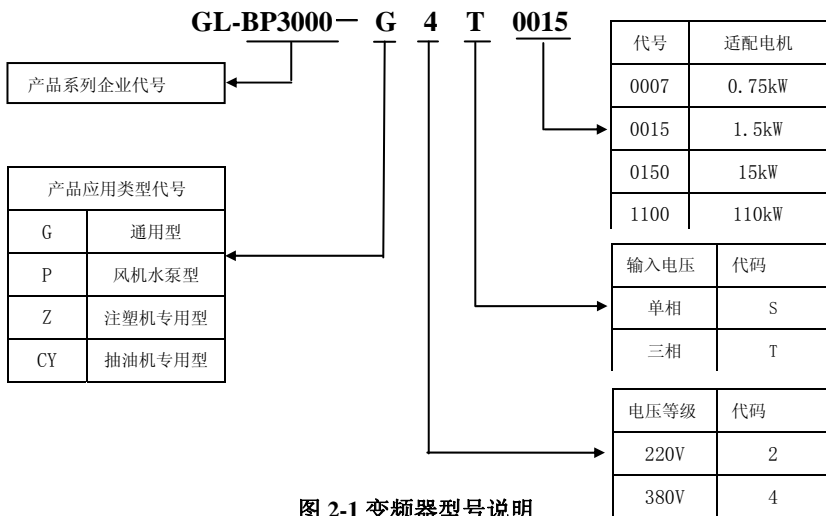 GL-BP3000－ G 4 T 0015
产品系列企业代号
产品应用类型代号
G 通用型
P 风机水泵型
Z 注塑机专用型
CY 抽油机专用型
代号 适配电机
0007 0.75kW
0015 1.5kW
0150 15kW
1100 110kW
输入电压 代码
单相 S
三相 T
电压等级 代码
220V 2
380V 4
图 2-1 变频器型号说明